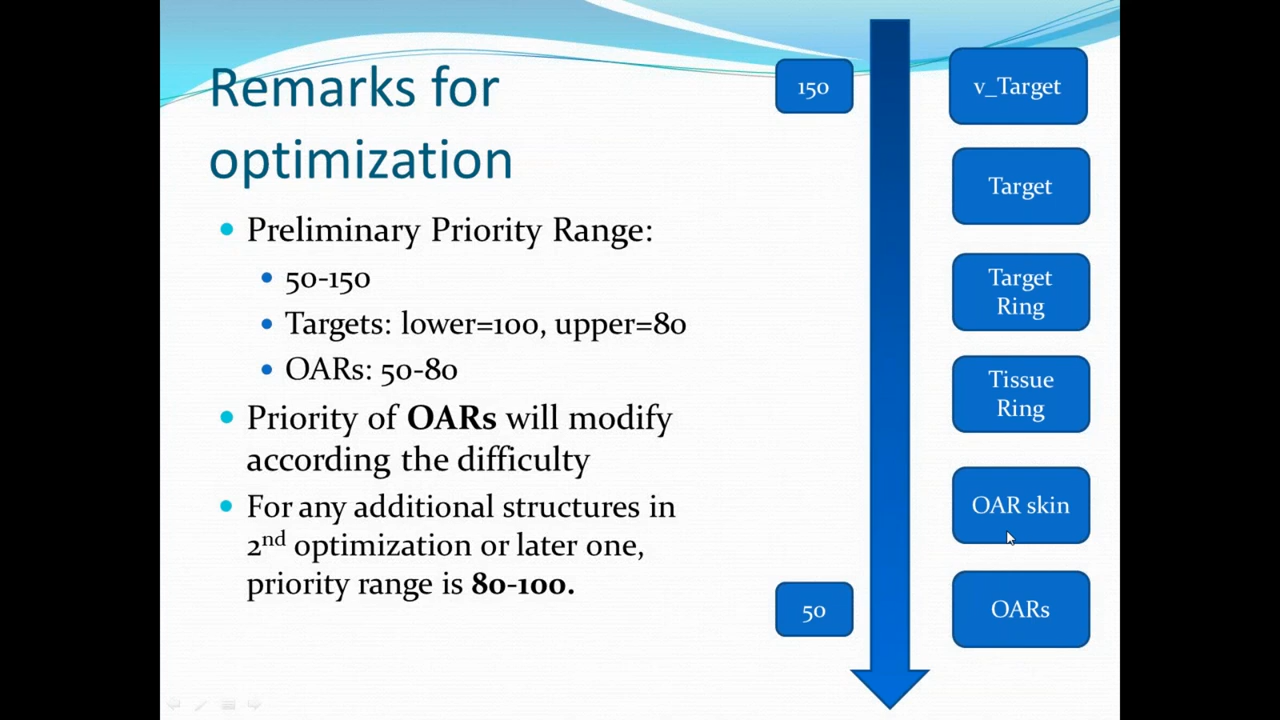 Remarks for
optimization
Preliminary Priority Range:
50-150
Targets: lower=100, upper=80
OARs: 50-80
Priority of OARs will modify
according the difficulty
For any additional structures in
2nd optimization or later one,
priority range is 80-100.
150
50
v_Target
Target
Target
Ring
Tissue
Ring
OAR skin
OARs